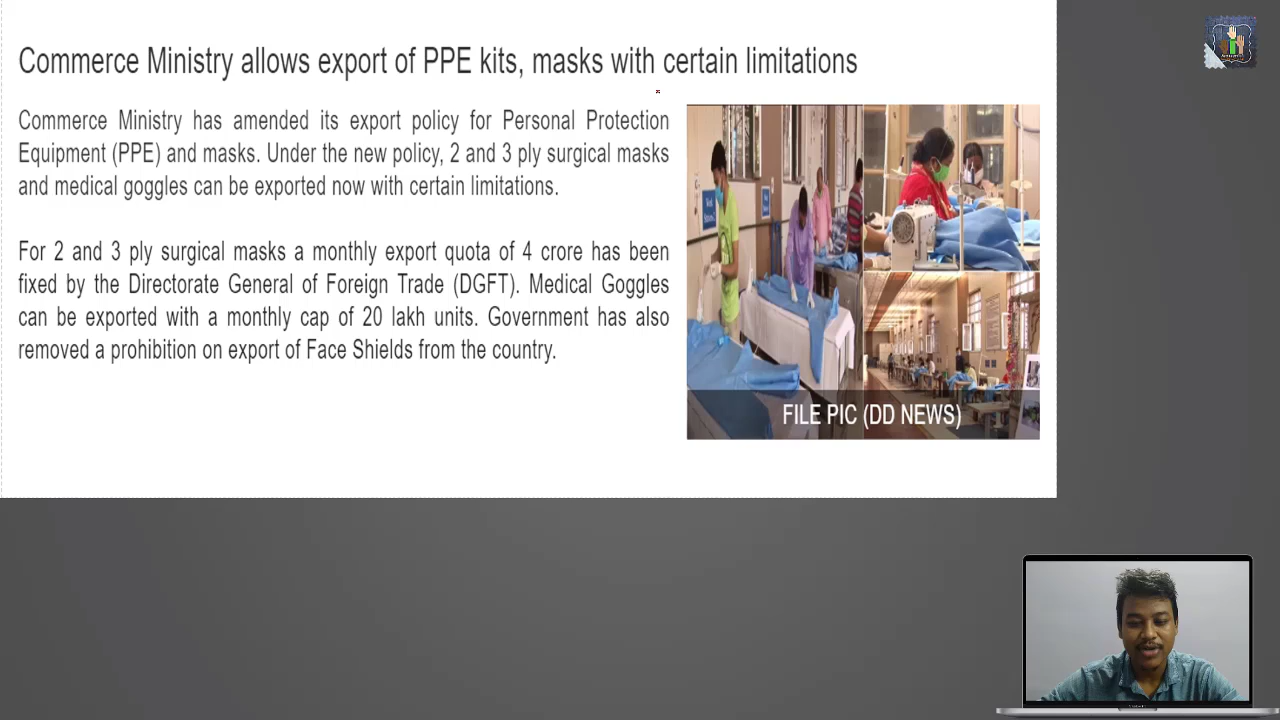 Commerce Ministry allows export of PPE kits, masks with certain limitations
Commerce Ministry has amended its export policy for Personal Protection
Equipment (PPE) and masks. Under the new policy, 2 and 3 ply surgical masks
and medical goggles can be exported now with certain limitations.
For 2 and 3 ply surgical masks a monthly export quota of 4 crore has been
fixed by the Directorate General of Foreign Trade (DGFT). Medical Goggles
can be exported with a monthly cap of 20 lakh units. Government has also
removed a prohibition on export of Face Shields from the country.
FILE PIC (DD NEWS)